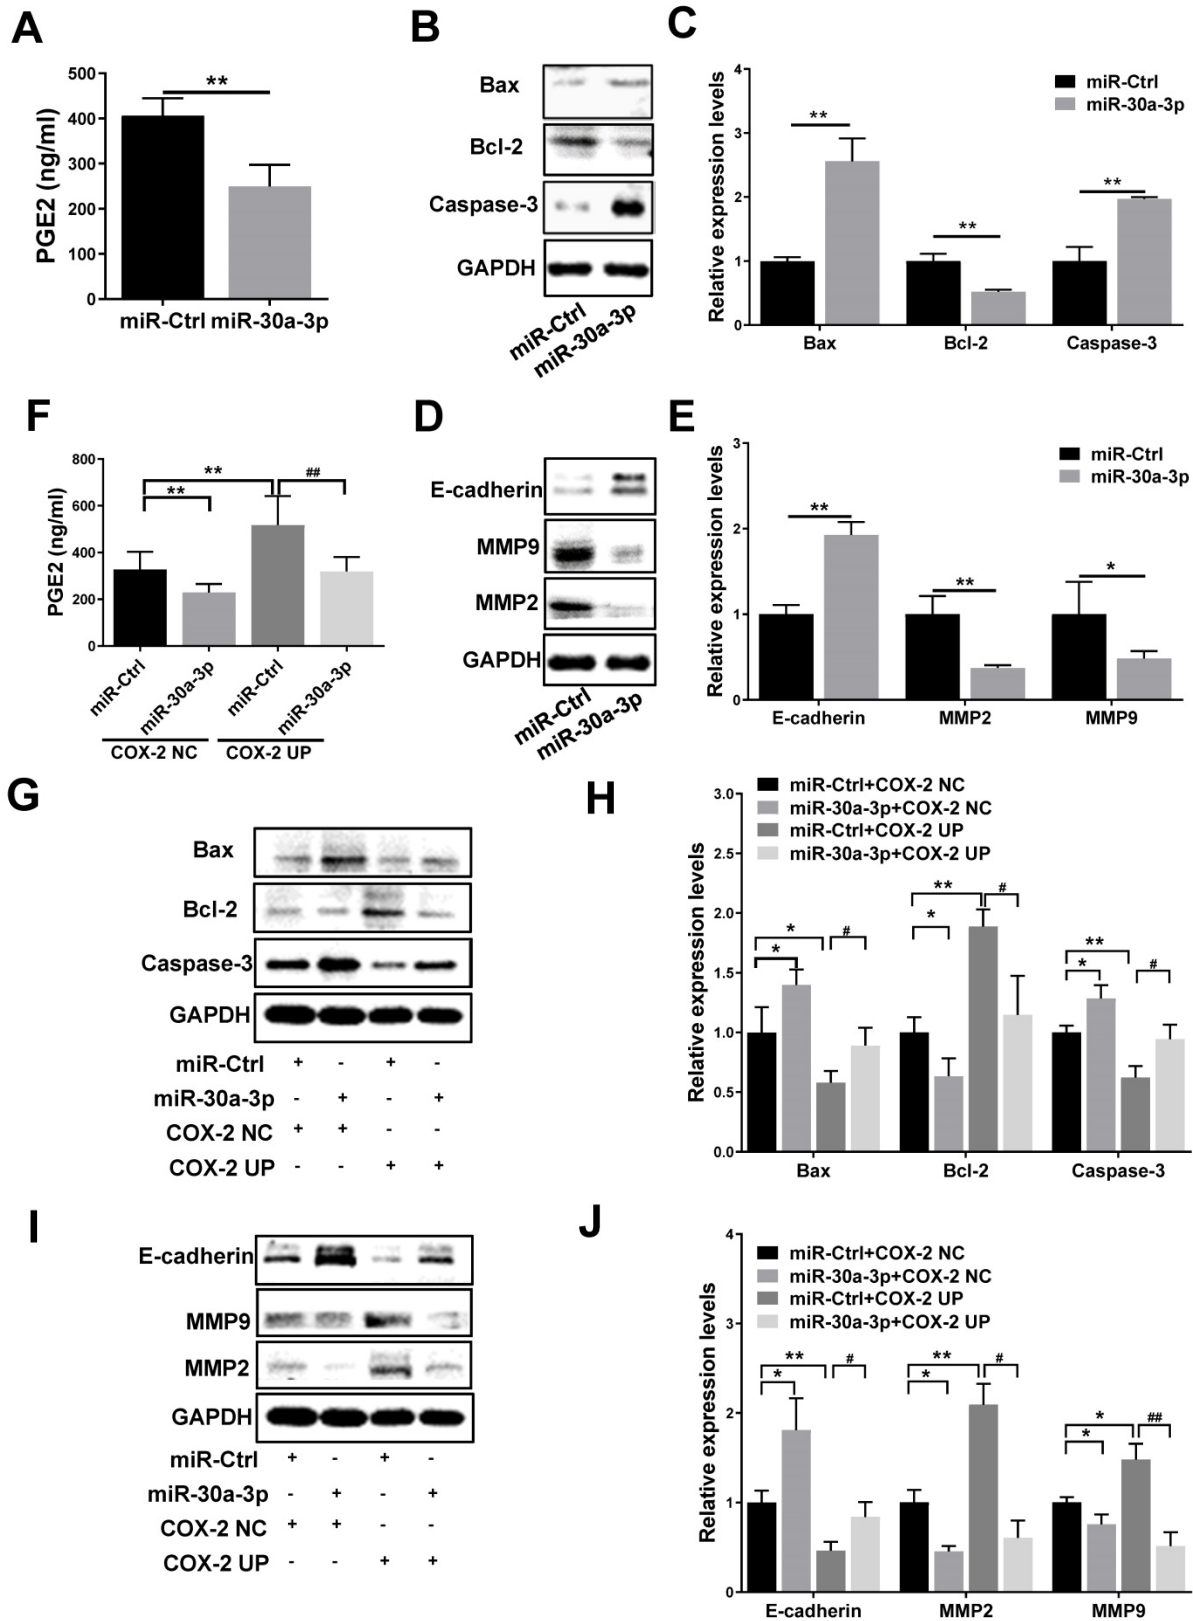 A
PGE2 (ng/ml)
500
400
300
200
100
0
**
miR-Ctrl miR-30a-3p
B
Bax
Bcl-2
Caspase-3
GAPDH
miR-Ctrl
miR-30a-3p
C
Relative expression levels
4
3
2
1
0
miR-Ctrl
miR-30a-3p
**
**
**
Bax Bcl-2 Caspase-3
F
PGE2 (ng/ml)
800
600
400
200
0
**
**
##
miR-Ctrl
miR-30a-3p
miR-Ctrl
miR-30a-3p
COX-2 NC COX-2 UP
D
E-cadherin
MMP9
MMP2
GAPDH
miR-Ctrl
miR-30a-3p
E
Relative expression levels
3
2
1
0
miR-Ctrl
miR-30a-3p
**
**
*
E-cadherin MMP2 MMP9
G
Bax
Bcl-2
Caspase-3
GAPDH
miR-Ctrl + - + -
miR-30a-3p - + - +
COX-2 NC + + - -
COX-2 UP - - + +
H
Relative expression levels
3.0
2.5
2.0
1.5
1.0
0.5
0.0
miR-Ctrl+COX-2 NC
miR-30a-3p+COX-2 NC
miR-Ctrl+COX-2 UP
miR-30a-3p+COX-2 UP
* * #
** * #
** * #
Bax Bcl-2 Caspase-3
I
E-cadherin
MMP9
MMP2
GAPDH
miR-Ctrl + - + -
miR-30a-3p - + - +
COX-2 NC + + - -
COX-2 UP - - + +
J
Relative expression levels
4
3
2
1
0
miR-Ctrl+COX-2 NC
miR-30a-3p+COX-2 NC
miR-Ctrl+COX-2 UP
miR-30a-3p+COX-2 UP
** * #
** * #
* * ##
E-cadherin MMP2 MMP9